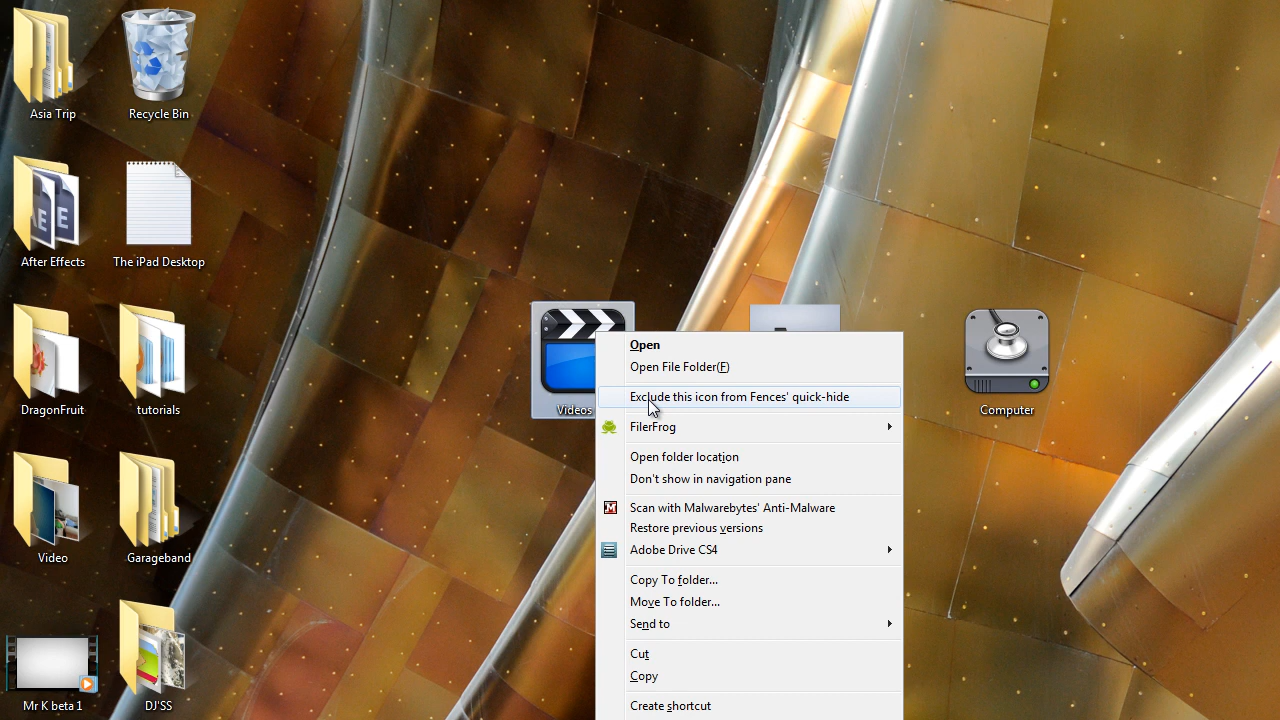 Asia Trip
Recycle Bin
After Effects
The iPad Desktop
DragonFruit
tutorials
Video
Garageband
Mr K beta 1
DJ'SS
Videos
Computer
Open
Open File Folder(F)
Exclude this icon from Fences' quick-hide
FilerFrog
Open folder location
Don't show in navigation pane
Scan with Malwarebytes' Anti-Malware
Restore previous versions
Adobe Drive CS4
Copy To folder...
Move To folder...
Send to
Cut
Copy
Create shortcut